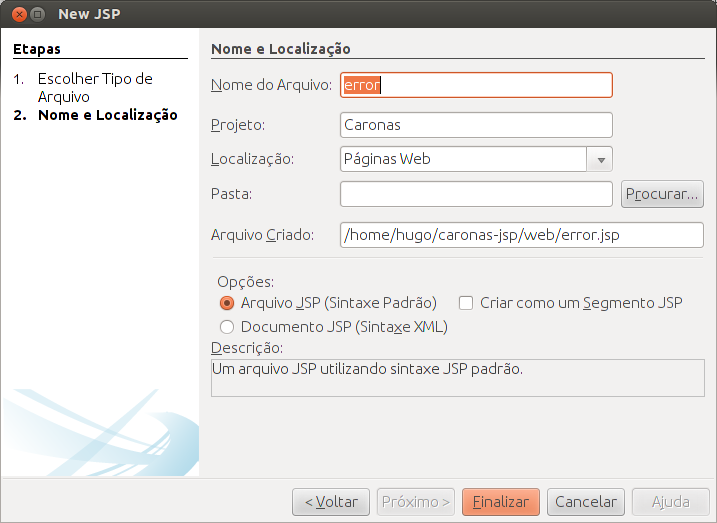 New JSP
Etapas
1. Escolher Tipo de
Arquivo
2. Nome e Localização
Nome e Localização
Nome do Arquivo: error
Projeto: Caronas
Localização: Páginas Web
Pasta: Procurar...
Arquivo Criado: /home/hugo/caronas-jsp/web/error.jsp
Opções:
Arquivo JSP (Sintaxe Padrão) Criar como um Segmento JSP
Documento JSP (Sintaxe XML)
Descrição:
Um arquivo JSP utilizando sintaxe JSP padrão.
< Voltar Próximo > Finalizar Cancelar Ajuda